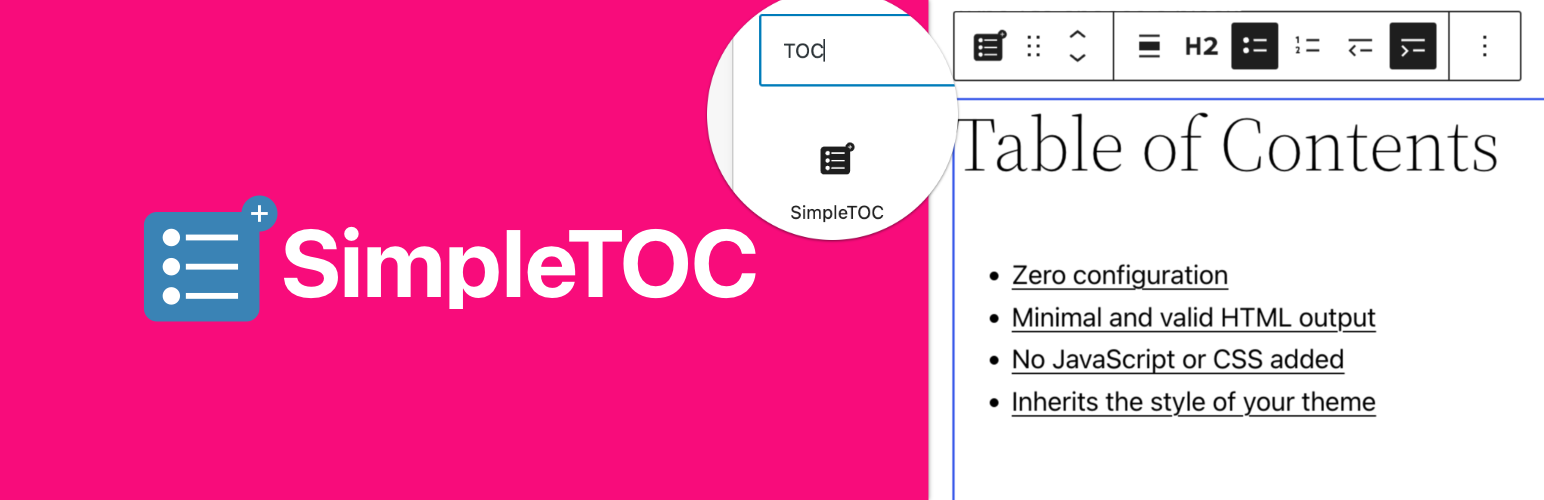 SimpleTOC
TOC
SimpleTOC
H2
Table of Contents
Zero configuration
Minimal and valid HTML output
No JavaScript or CSS added
Inherits the style of your theme